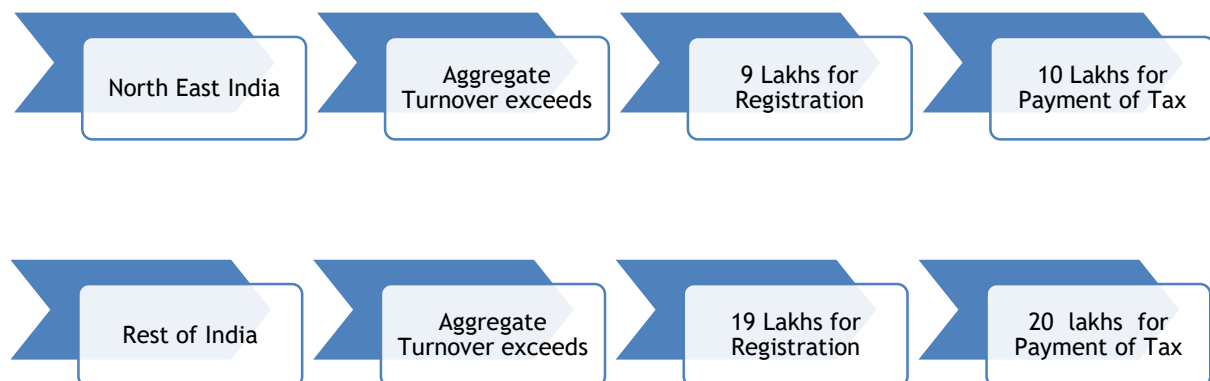 North East India
Aggregate
Turnover exceeds
9 Lakhs for
Registration
10 Lakhs for
Payment of Tax
Rest of India
Aggregate
Turnover exceeds
19 Lakhs for
Registration
20 lakhs for
Payment of Tax